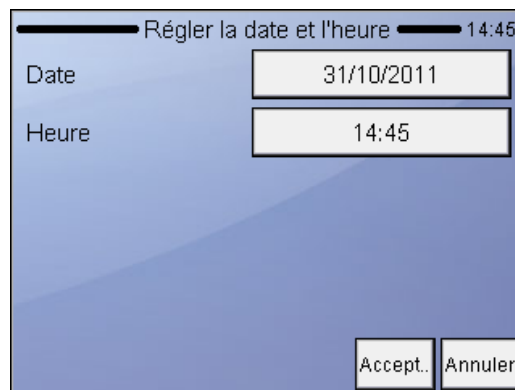 Régler la date et l'heure 14:45
Date 31/10/2011
Heure 14:45
Accept.. Annuler